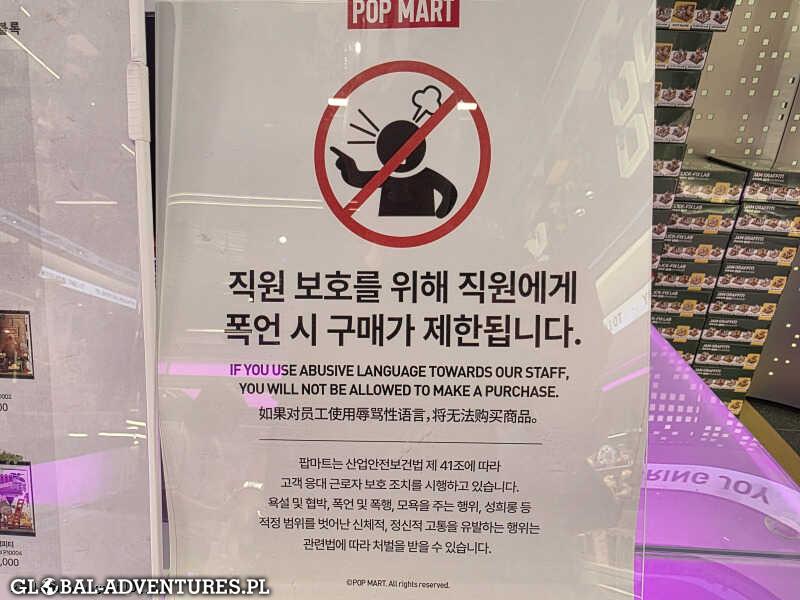 POP MART
직원 보호를 위해 직원에게
폭언 시 구매가 제한됩니다.
IF YOU USE ABUSIVE LANGUAGE TOWARDS OUR STAFF,
YOU WILL NOT BE ALLOWED TO MAKE A PURCHASE.
如果对员工使用辱骂性语言,将无法购买商品。
팝마트는 산업안전보건법 제 41조에 따라
고객 응대 근로자 보호 조치를 시행하고 있습니다.
욕설 및 협박, 폭언 및 폭행, 모욕을 주는 행위, 성희롱 등
적정 범위를 벗어난 신체적, 정신적 고통을 유발하는 행위는
관련법에 따라 처벌을 받을 수 있습니다.
©POP MART. All rights reserved.
JAM GRAFFITI
JAM GRAFFITI
JAM GRAFFITI
RING JOY
GLOBAL-ADVENTURES.PL